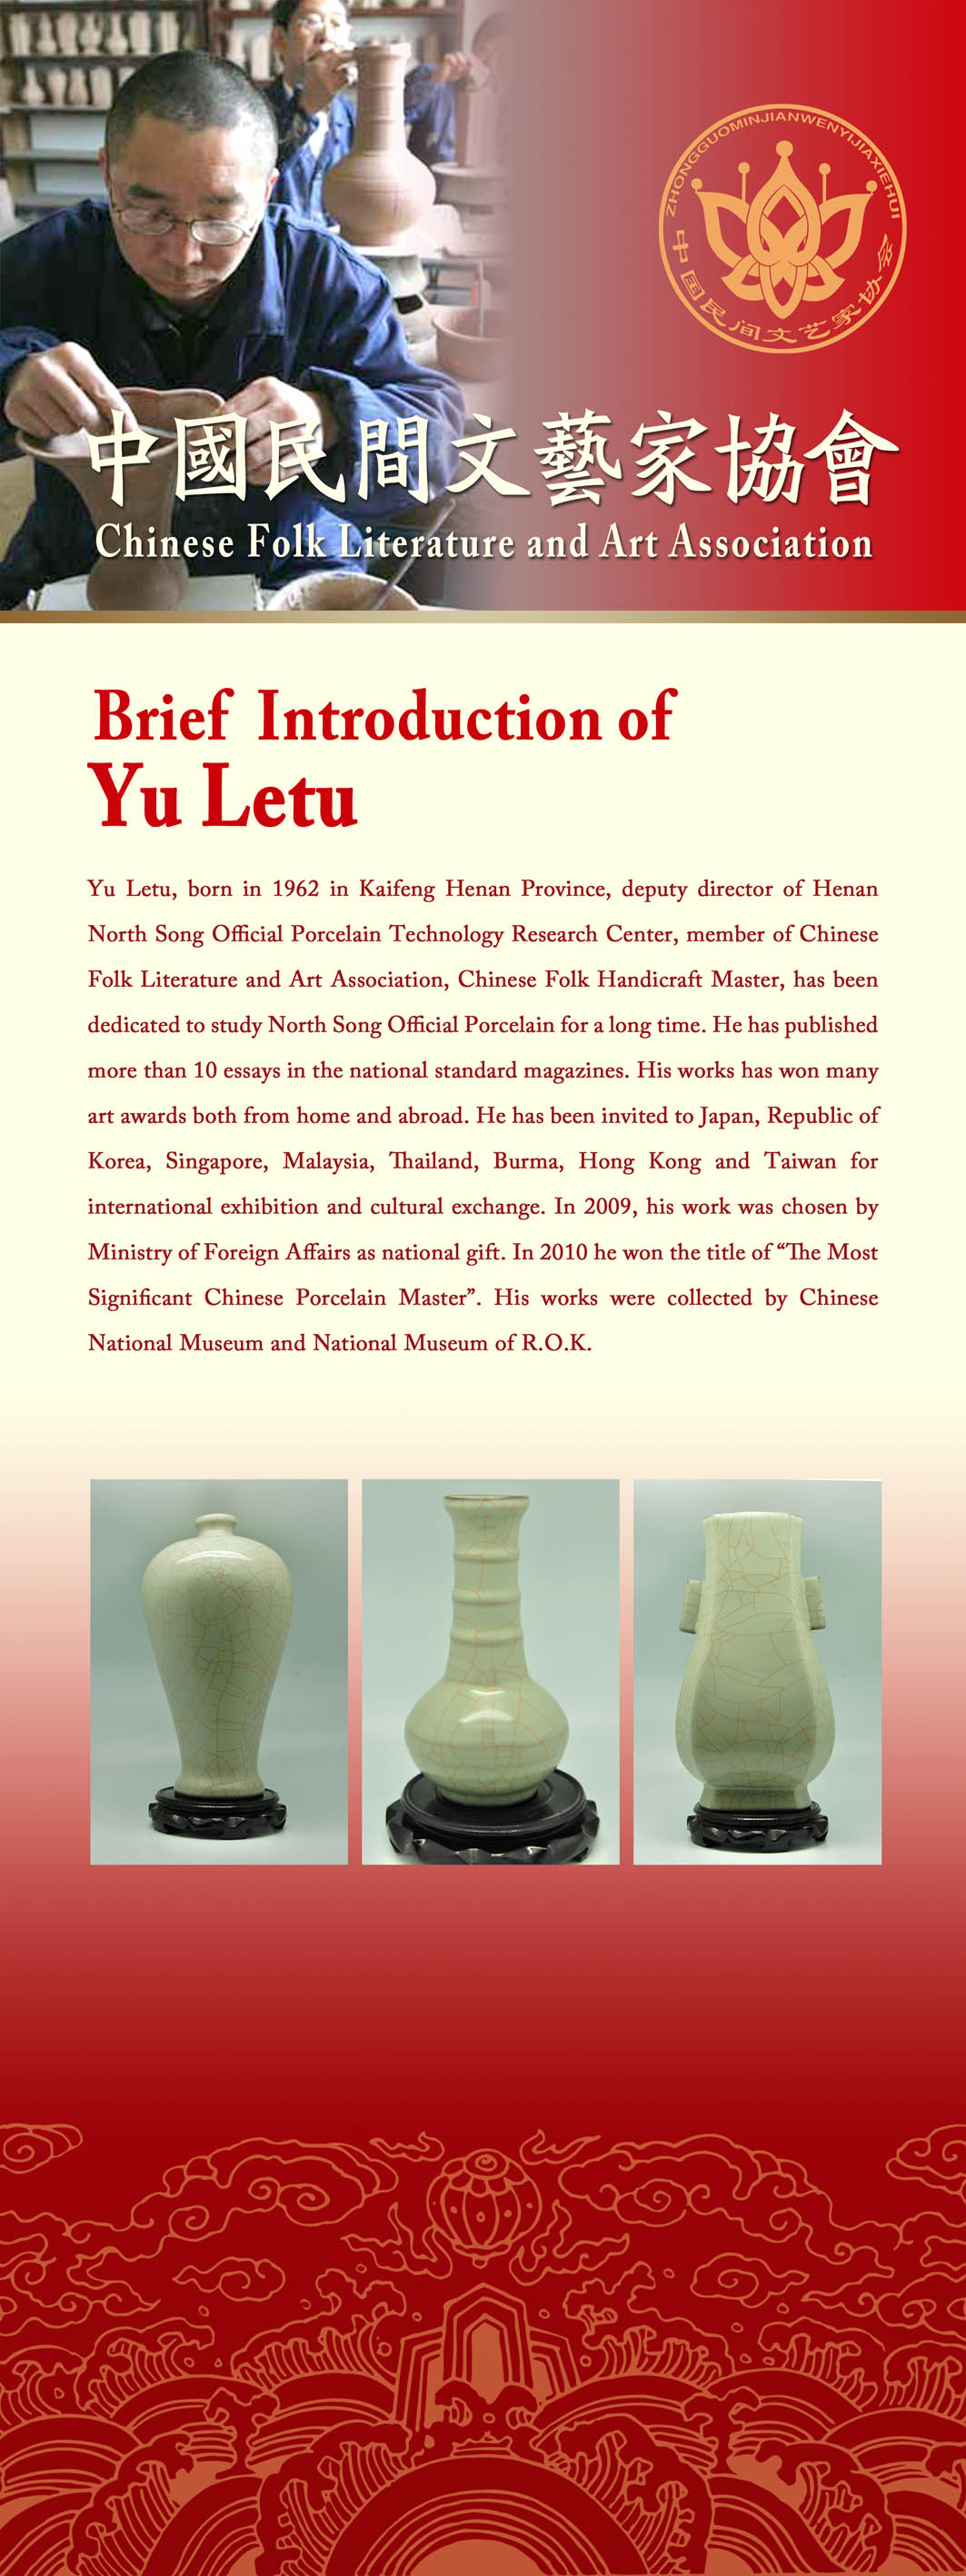 ZHONGGUOMINJIANWENYIJIAXIEHUI
中国民间文艺家协会
中國民間文藝家協會
Chinese Folk Literature and Art Association
Brief Introduction of
Yu Letu
Yu Letu, born in 1962 in Kaifeng Henan Province, deputy director of Henan
North Song Official Porcelain Technology Research Center, member of Chinese
Folk Literature and Art Association, Chinese Folk Handicraft Master, has been
dedicated to study North Song Official Porcelain for a long time. He has published
more than 10 essays in the national standard magazines. His works has won many
art awards both from home and abroad. He has been invited to Japan, Republic of
Korea, Singapore, Malaysia, Thailand, Burma, Hong Kong and Taiwan for
international exhibition and cultural exchange. In 2009, his work was chosen by
Ministry of Foreign Affairs as national gift. In 2010 he won the title of “The Most
Significant Chinese Porcelain Master”. His works were collected by Chinese
National Museum and National Museum of R.O.K.